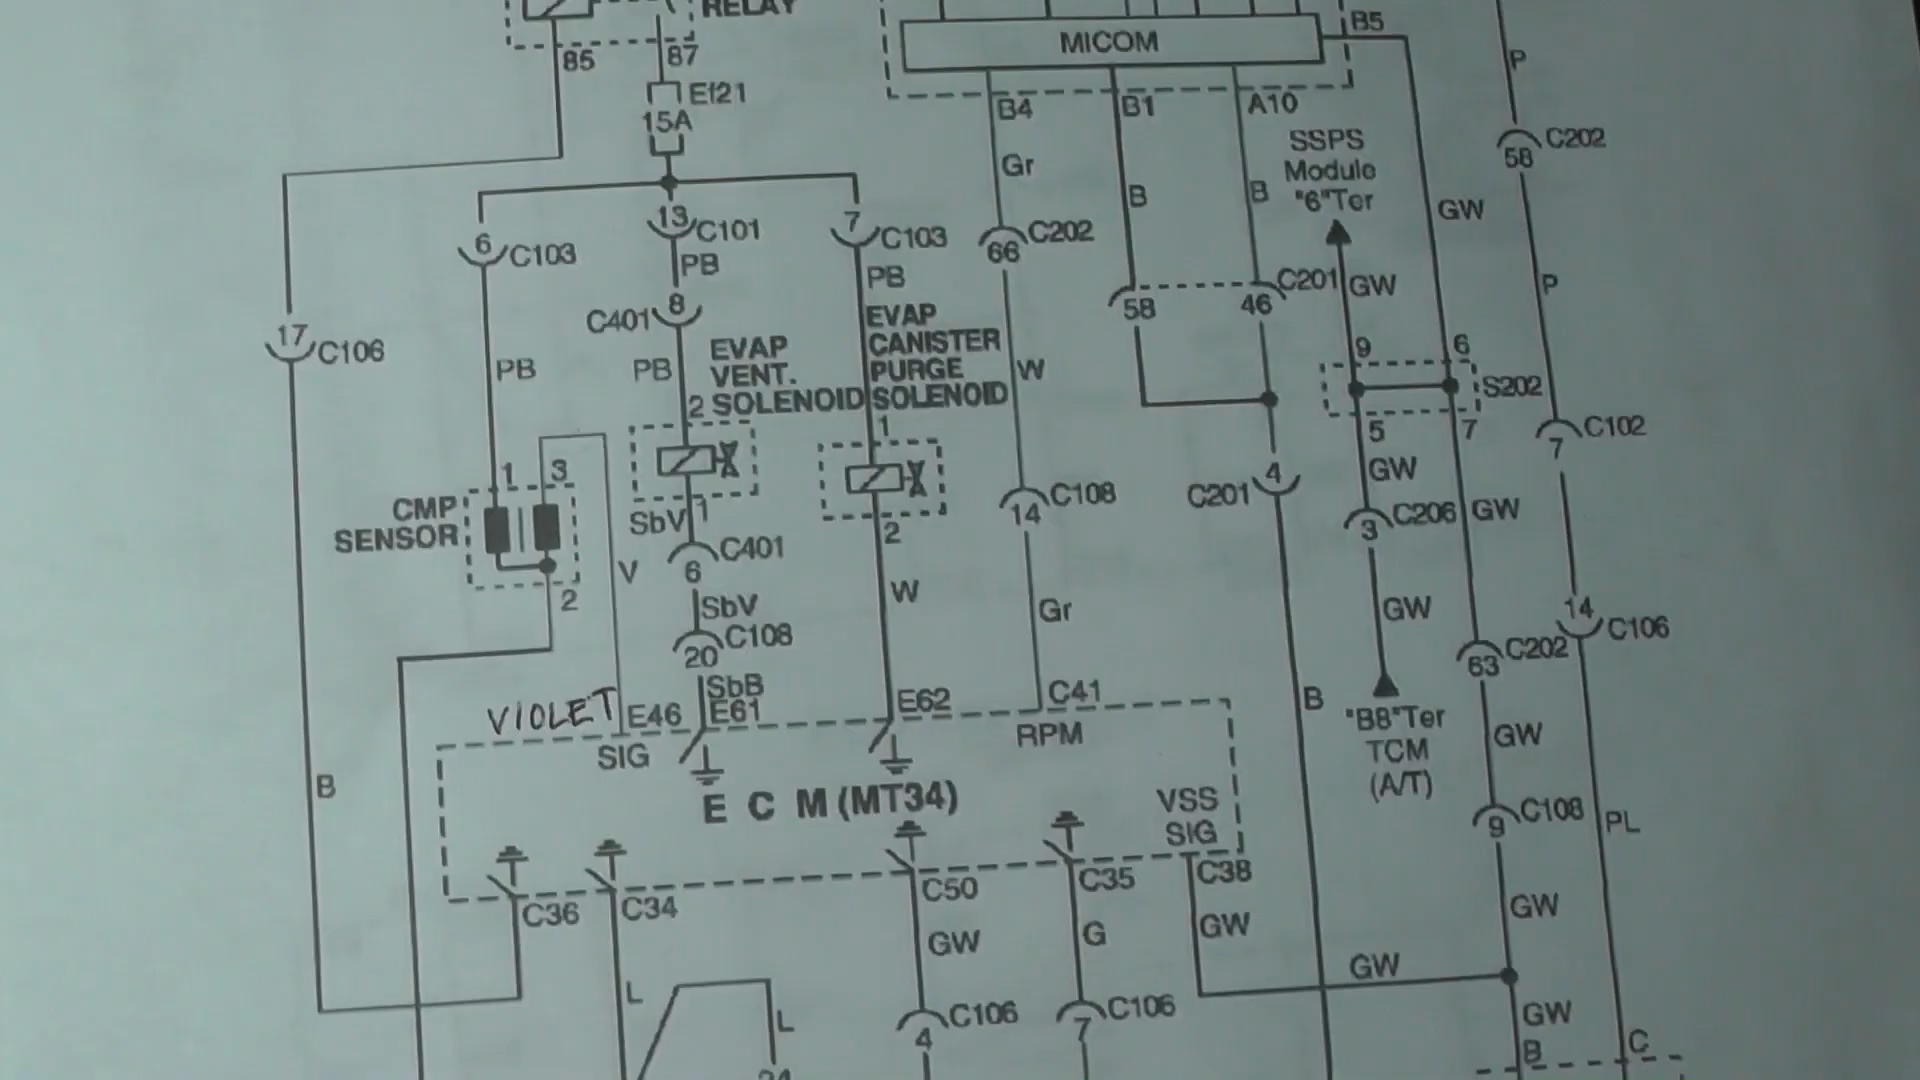 RELAY
85
87
Ef21
15A
MICOM
B5
B4
B1
A10
Gr
B
B
SSPS
Module
"6"Ter
GW
P
C202
58
6
C103
13
C101
PB
7
C103
PB
66
C202
C401
8
58
46
C201
GW
P
17
C106
PB
PB
EVAP
VENT.
2 SOLENOID
EVAP
CANISTER
PURGE
SOLENOID
1
W
9
6
S202
5
7
C102
7
CMP
SENSOR
1
3
2
V
SbV
1
C401
6
2
C108
14
C201
4
GW
C206
3
GW
SbV
C108
20
W
Gr
GW
14
C106
C202
63
VIOLET
E46
SIG
SbB
E61
E62
C41
RPM
B
"B8"Ter
TCM
(A/T)
GW
B
E C M (MT34)
VSS
SIG
C108
9
PL
C36
C34
C50
C35
C38
GW
G
GW
GW
GW
L
L
C106
4
C106
7
GW
B
C